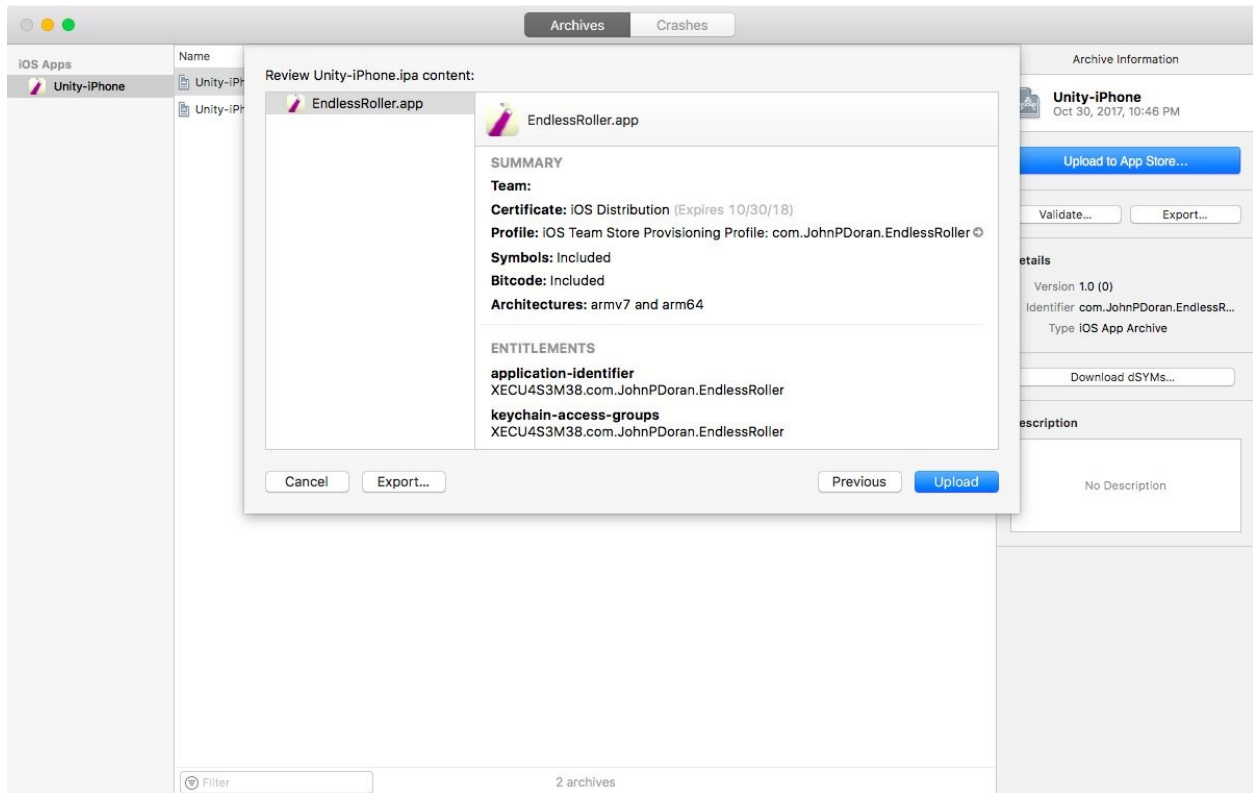 Archives
Crashes
iOS Apps
Unity-iPhone
Name
Unity-iPh
Unity-iPh
Review Unity-iPhone.ipa content:
EndlessRoller.app
EndlessRoller.app
SUMMARY
Team:
Certificate: iOS Distribution (Expires 10/30/18)
Profile: iOS Team Store Provisioning Profile: com.JohnPDoran.EndlessRoller
Symbols: Included
Bitcode: Included
Architectures: armv7 and arm64
ENTITLEMENTS
application-identifier
XECU4S3M38.com.JohnPDoran.EndlessRoller
keychain-access-groups
XECU4S3M38.com.JohnPDoran.EndlessRoller
Cancel
Export...
Previous
Upload
Archive Information
Unity-iPhone
Oct 30, 2017, 10:46 PM
Upload to App Store...
Validate...
Export...
etails
Version 1.0 (0)
Identifier com.JohnPDoran.EndlessR...
Type iOS App Archive
Download dSYMs...
escription
No Description
Filter
2 archives